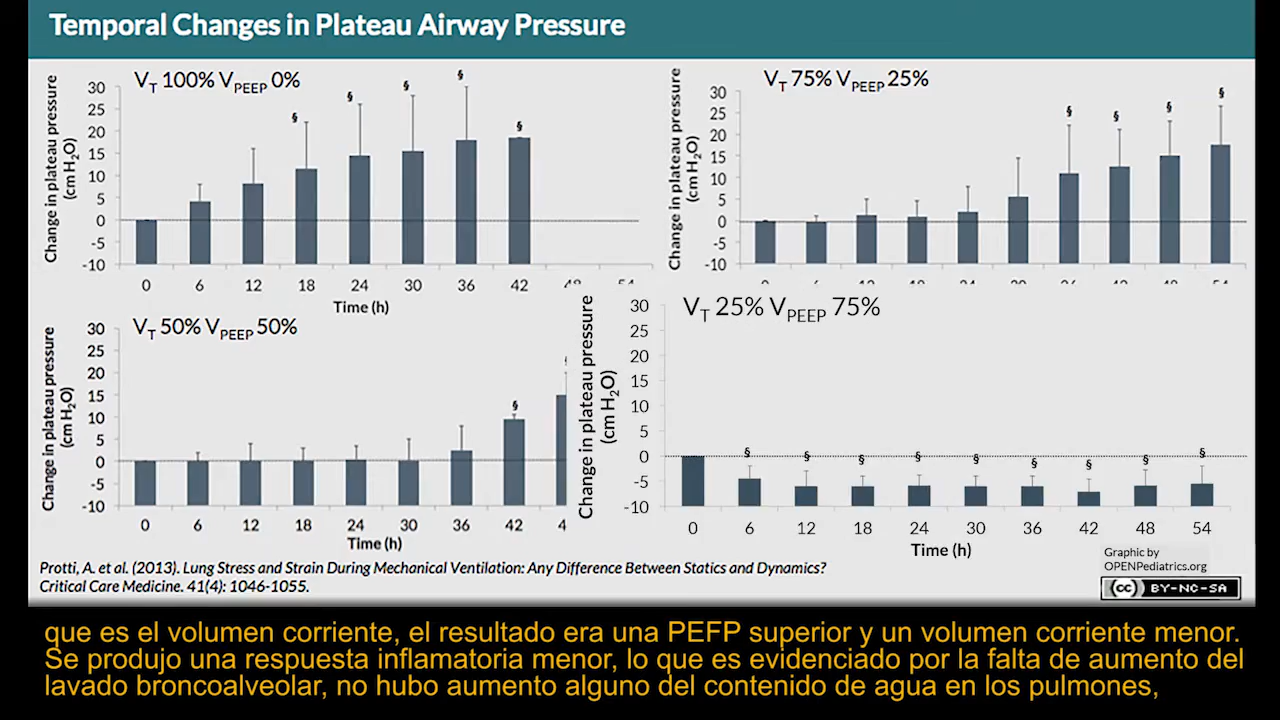 Temporal Changes in Plateau Airway Pressure
VT 100% VPEEP 0%
Change in plateau pressure
(cm H2O)
30
25
20
15
10
5
0
-5
-10
§ § § § §
0 6 12 18 24 30 36 42
Time (h)
VT 75% VPEEP 25%
Change in plateau pressure
(cm H2O)
30
25
20
15
10
5
0
-5
-10
§ § § §
VT 50% VPEEP 50%
Change in plateau pressure
(cm H2O)
30
25
20
15
10
5
0
-5
-10
§
0 6 12 18 24 30 36 42
Time (h)
VT 25% VPEEP 75%
Change in plateau pressure
(cm H2O)
30
25
20
15
10
5
0
-5
-10
§ § § § § § § § §
0 6 12 18 24 30 36 42 48 54
Time (h)
Protti, A. et al. (2013). Lung Stress and Strain During Mechanical Ventilation: Any Difference Between Statics and Dynamics?
Critical Care Medicine. 41(4): 1046-1055.
Graphic by
OPENPediatrics.org
cc BY-NC-SA
que es el volumen corriente, el resultado era una PEFP superior y un volumen corriente menor.
Se produjo una respuesta inflamatoria menor, lo que es evidenciado por la falta de aumento del
lavado broncoalveolar, no hubo aumento alguno del contenido de agua en los pulmones,